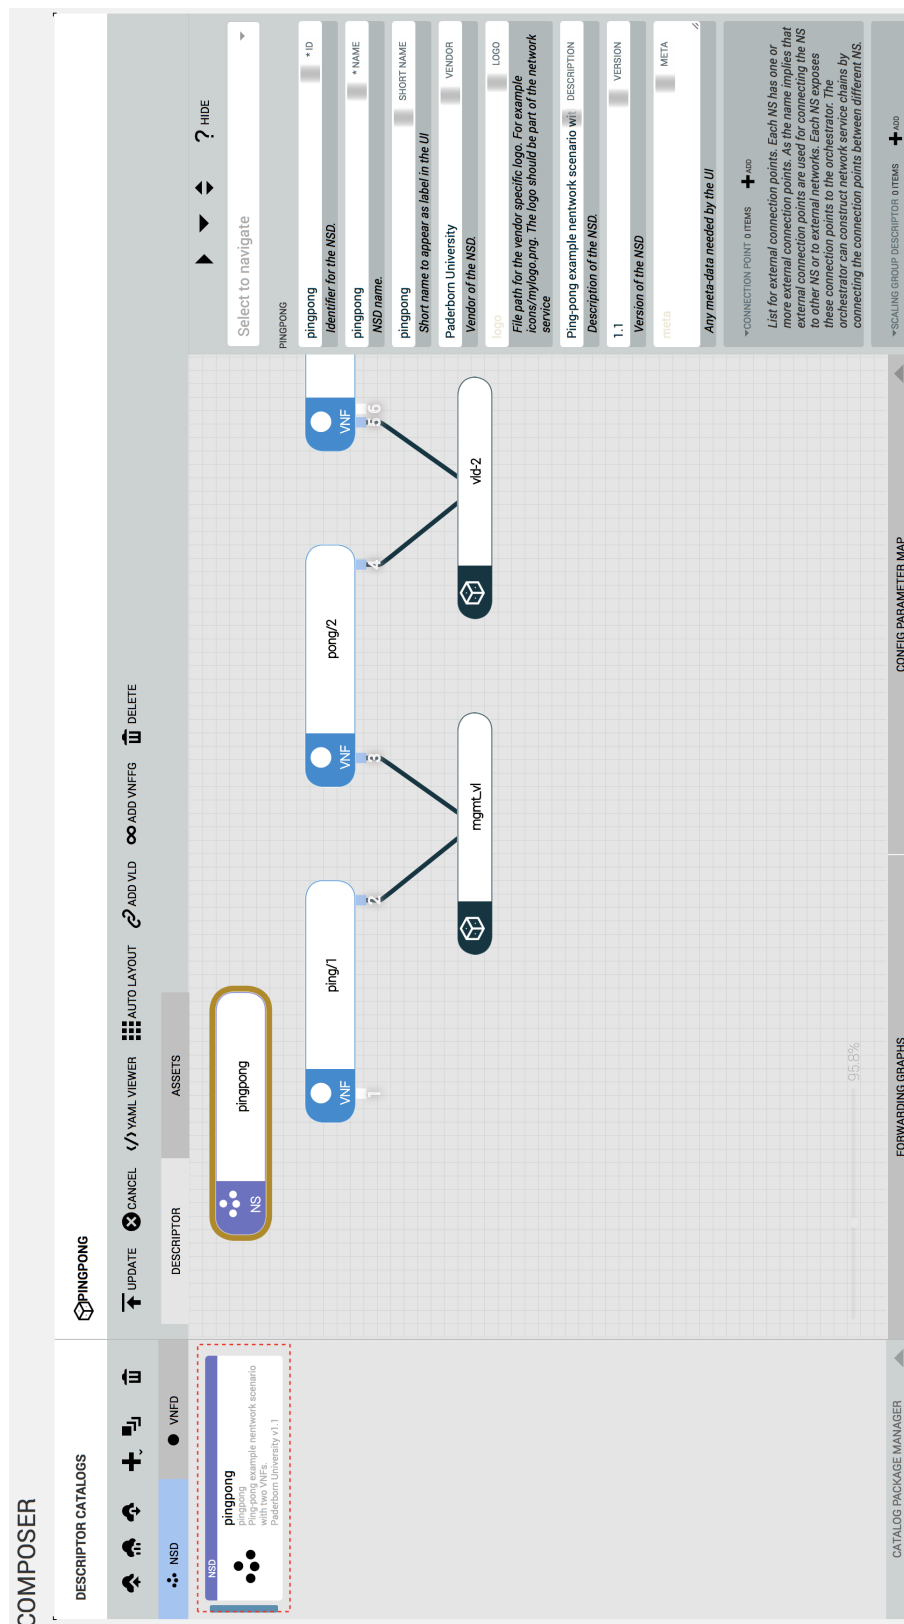 COMPOSER
DESCRIPTOR CATALOGS
NSD
VNFD
NSD
pingpong
pingpong
Ping-pong example nentwork scenario
with two VNFs.
Paderborn University v1.1
CATALOG PACKAGE MANAGER
PINGPONG
UPDATE
CANCEL
YAML VIEWER
AUTO LAYOUT
ADD VLD
ADD VNFFG
DELETE
DESCRIPTOR
ASSETS
NS
pingpong
VNF
ping/1
1
2
VNF
pong/2
3
4
VNF
5 6
mgmt_vl
vld-2
95.8%
FORWARDING GRAPHS
CONFIG PARAMETER MAP
? HIDE
Select to navigate
PINGPONG
pingpong
* ID
Identifier for the NSD.
pingpong
* NAME
NSD name.
pingpong
SHORT NAME
Short name to appear as label in the UI
Paderborn University
VENDOR
Vendor of the NSD.
logo
LOGO
File path for the vendor specific logo. For example
icons/mylogo.png. The logo should be part of the network
service
Ping-pong example nentwork scenario wit
DESCRIPTION
Description of the NSD.
1.1
VERSION
Version of the NSD
meta
META
Any meta-data needed by the UI
CONNECTION POINT 0 ITEMS
ADD
List for external connection points. Each NS has one or
more external connection points. As the name implies that
external connection points are used for connecting the NS
to other NS or to external networks. Each NS exposes
these connection points to the orchestrator. The
orchestrator can construct network service chains by
connecting the connection points between different NS.
SCALING GROUP DESCRIPTOR 0 ITEMS
ADD